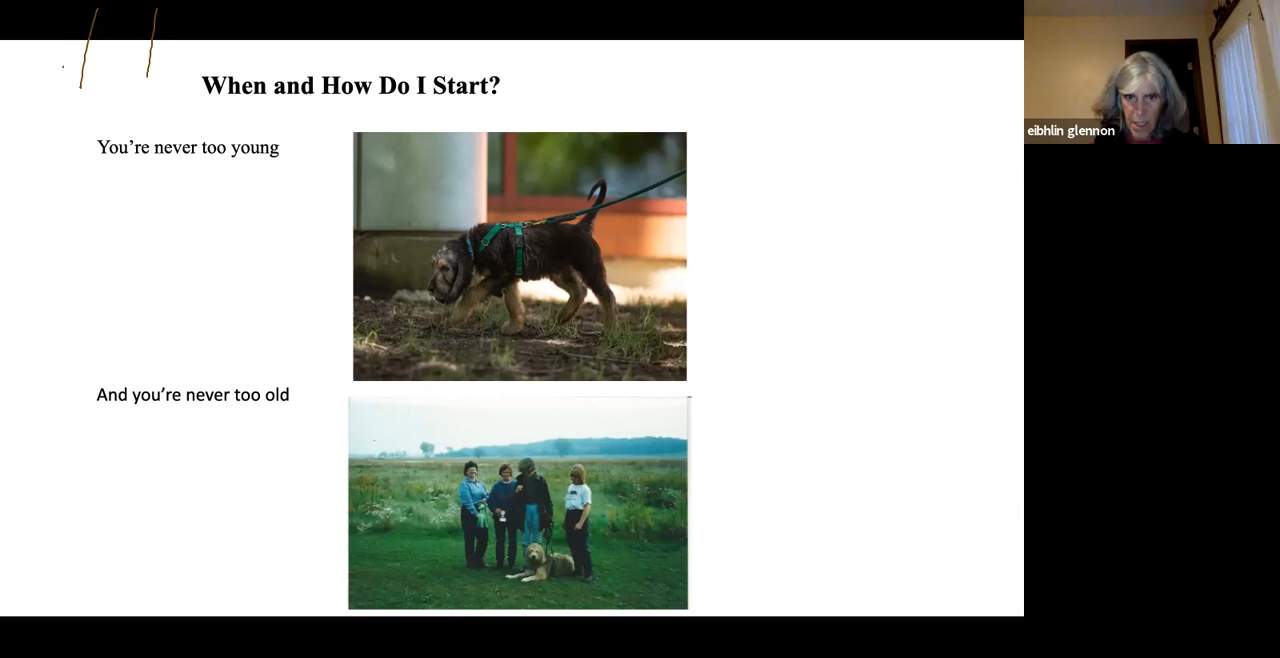 When and How Do I Start?
You’re never too young
And you’re never too old
eibhlin glennon